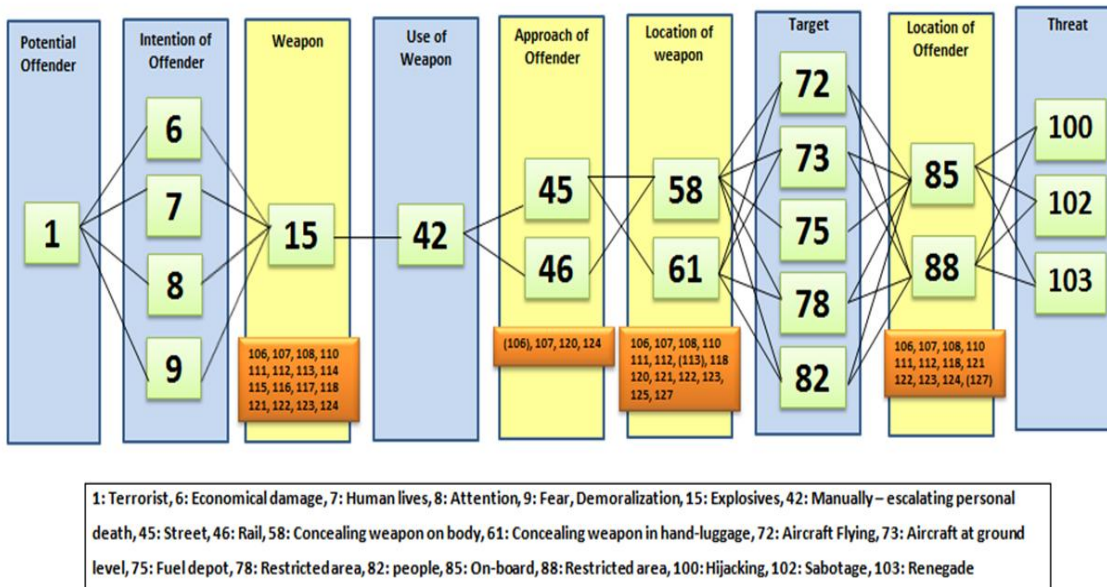 Potential
Offender
Intention of
Offender
Weapon
Use of
Weapon
Approach of
Offender
Location of
weapon
Target
Location of
Offender
Threat
1
6
7
8
9
15
42
45
46
58
61
72
73
75
78
82
85
88
100
102
103
106, 107, 108, 110
111, 112, 113, 114
115, 116, 117, 118
121, 122, 123, 124
(106), 107, 120, 124
106, 107, 108, 110
111, 112, (113), 118
120, 121, 122, 123,
125, 127
106, 107, 108, 110
111, 112, 118, 121
122, 123, 124, (127)
1: Terrorist, 6: Economical damage, 7: Human lives, 8: Attention, 9: Fear, Demoralization, 15: Explosives, 42: Manually – escalating personal
death, 45: Street, 46: Rail, 58: Concealing weapon on body, 61: Concealing weapon in hand-luggage, 72: Aircraft Flying, 73: Aircraft at ground
level, 75: Fuel depot, 78: Restricted area, 82: people, 85: On-board, 88: Restricted area, 100: Hijacking, 102: Sabotage, 103: Renegade